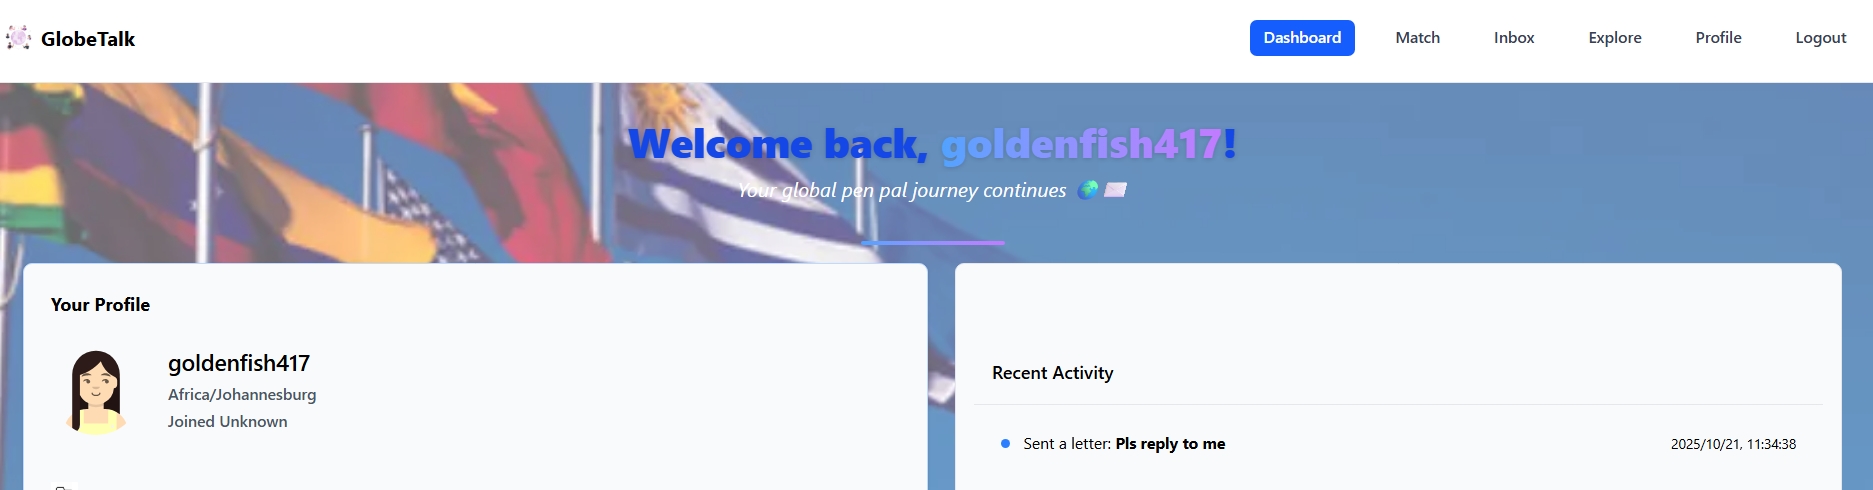 GlobeTalk
Dashboard Match Inbox Explore Profile Logout
Welcome back, goldenfish417!
Your global pen pal journey continues 🌍 ✉️
Your Profile
goldenfish417
Africa/Johannesburg
Joined Unknown
Recent Activity
Sent a letter: Pls reply to me 2025/10/21, 11:34:38